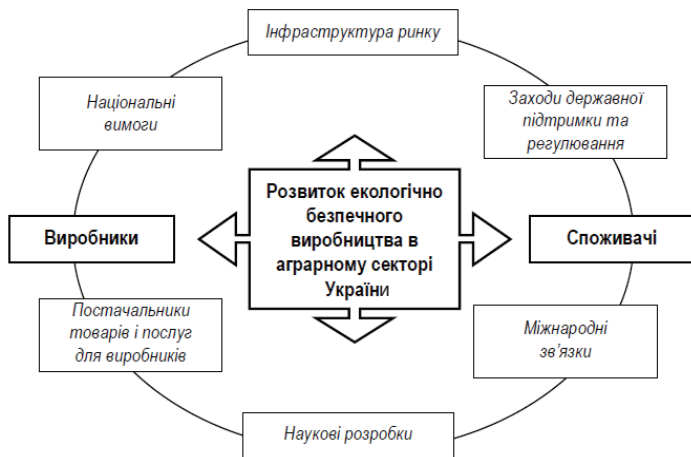 Інфраструктура ринку
Національні
вимоги
Заходи державної
підтримки та
регулювання
Розвиток екологічно
безпечного
виробництва в
аграрному секторі
України
Виробники
Споживачі
Постачальники
товарів і послуг
для виробників
Міжнародні
зв’язки
Наукові розробки